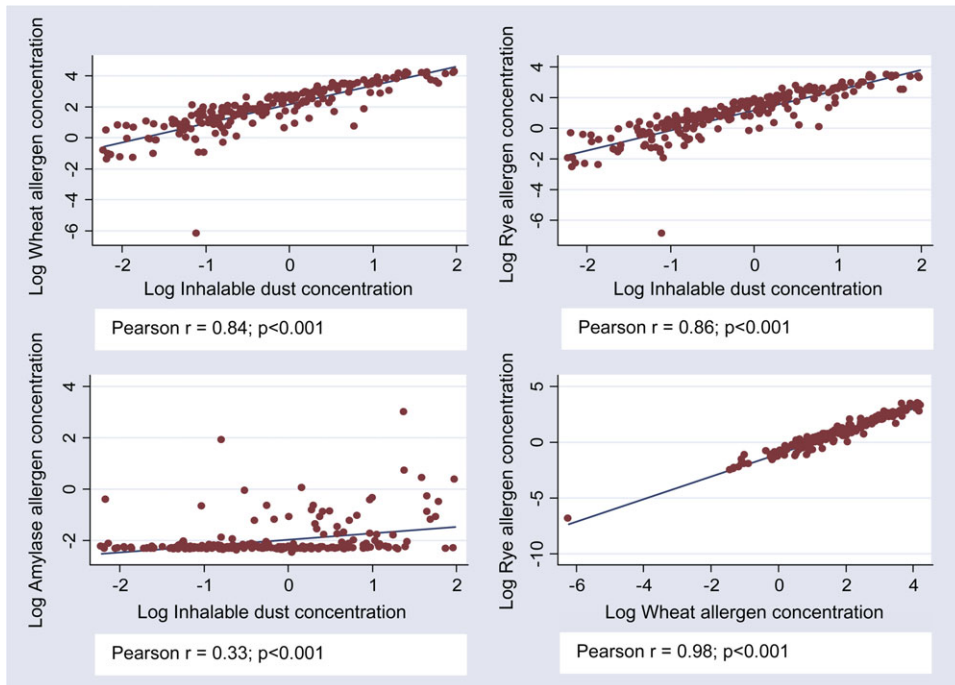 Log Wheat allergen concentration
4
2
0
-2
-4
-6
-2 -1 0 1 2
Log Inhalable dust concentration
Pearson r = 0.84; p<0.001
Log Rye allergen concentration
4
2
0
-2
-4
-6
-2 -1 0 1 2
Log Inhalable dust concentration
Pearson r = 0.86; p<0.001
Log Amylase allergen concentration
4
2
0
-2
-2 -1 0 1 2
Log Inhalable dust concentration
Pearson r = 0.33; p<0.001
Log Rye allergen concentration
5
0
-5
-10
-6 -4 -2 0 2 4
Log Wheat allergen concentration
Pearson r = 0.98; p<0.001